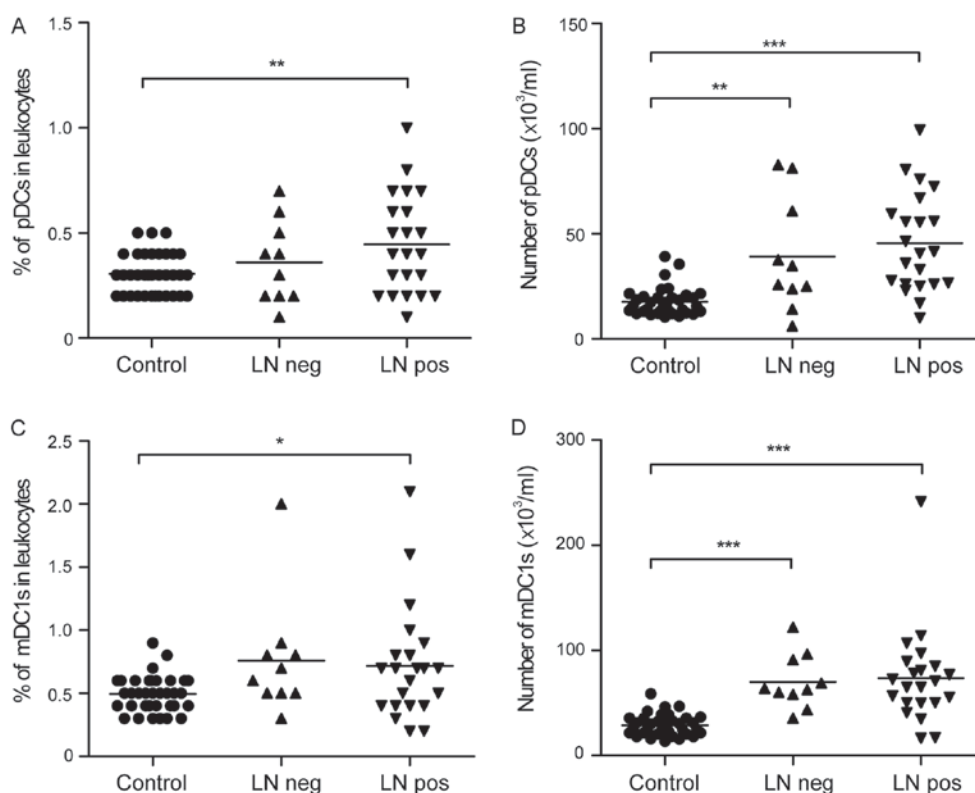 A
% of pDCs in leukocytes
1.5
1.0
0.5
0
**
Control LN neg LN pos
B
Number of pDCs (x10³/ml)
150
100
50
0
***
**
Control LN neg LN pos
C
% of mDC1s in leukocytes
2.5
2.0
1.5
1.0
0.5
0.0
*
Control LN neg LN pos
D
Number of mDC1s (x10³/ml)
300
200
100
0
***
***
Control LN neg LN pos